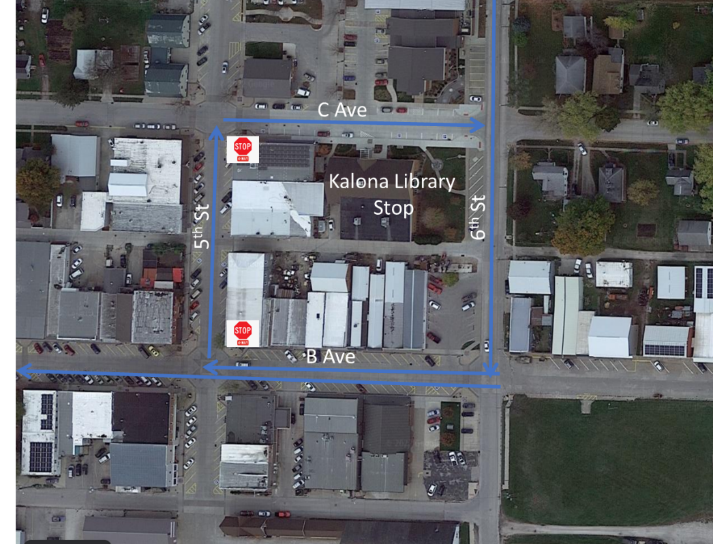 C Ave
STOP
Kalona Library
Stop
5th St
6th St
STOP
B Ave